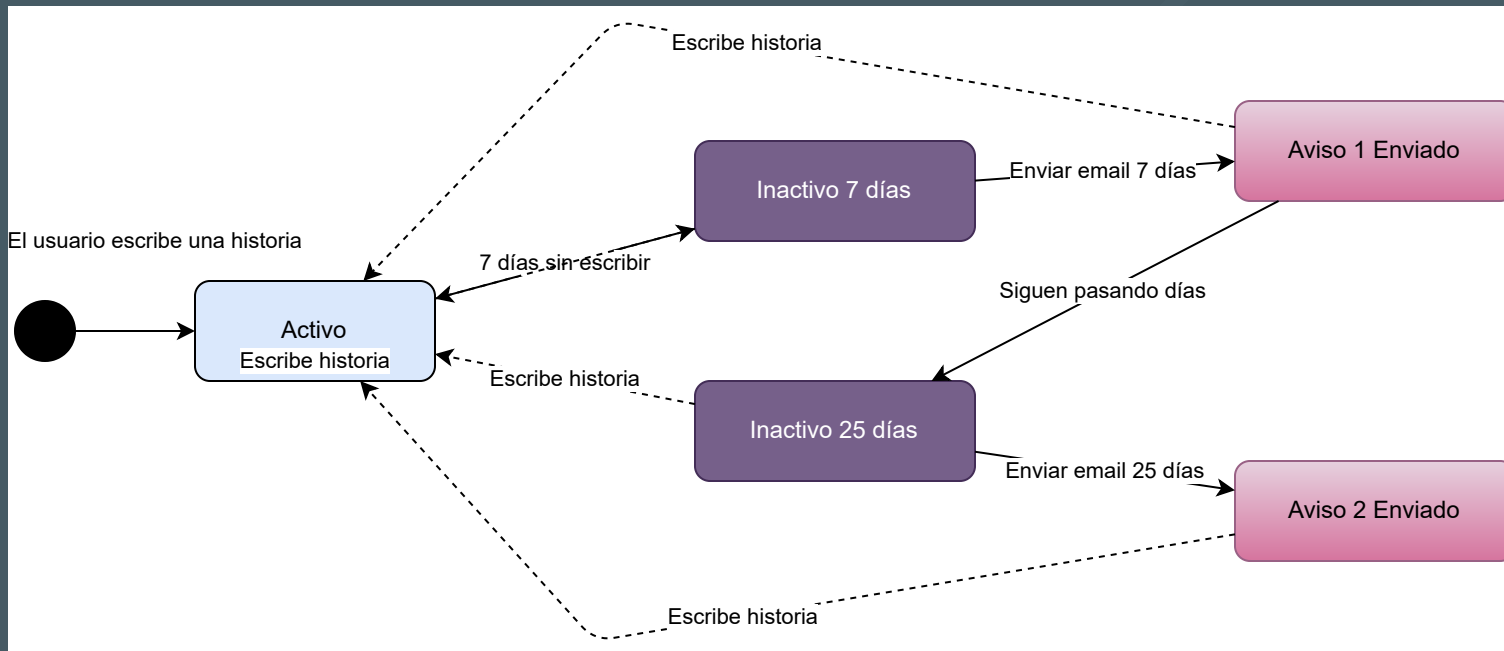 Escribe historia
Aviso 1 Enviado
Enviar email 7 días
Inactivo 7 días
El usuario escribe una historia
7 días sin escribir
Siguen pasando días
Activo
Escribe historia
Escribe historia
Inactivo 25 días
Enviar email 25 días
Aviso 2 Enviado
Escribe historia